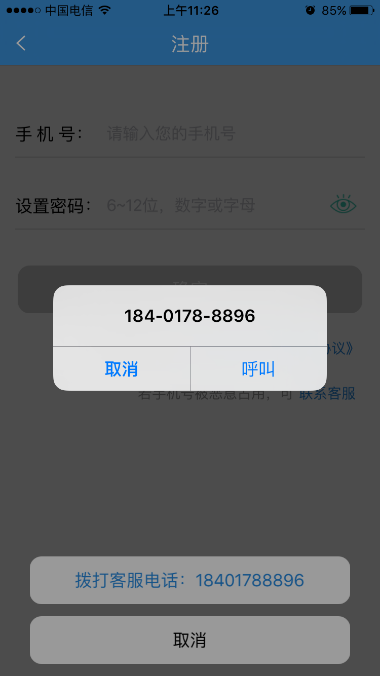 中国电信 上午11:26 85%
注册
手 机 号： 请输入您的手机号
设置密码： 6~12位，数字或字母
184-0178-8896
协议》
取消 呼叫
若手机号被恶意占用，可 联系客服
拨打客服电话：18401788896
取消